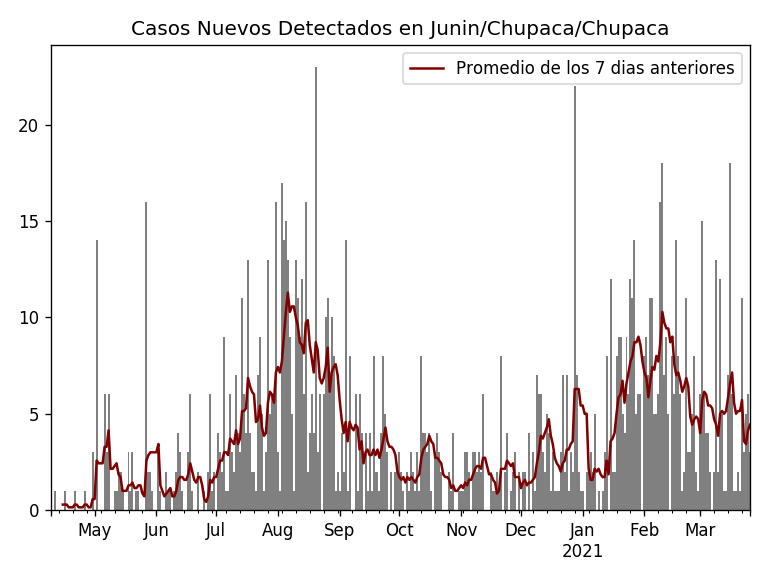 Casos Nuevos Detectados en Junin/Chupaca/Chupaca
Promedio de los 7 dias anteriores
20
15
10
5
0
May Jun Jul Aug Sep Oct Nov Dec Jan Feb Mar
2021